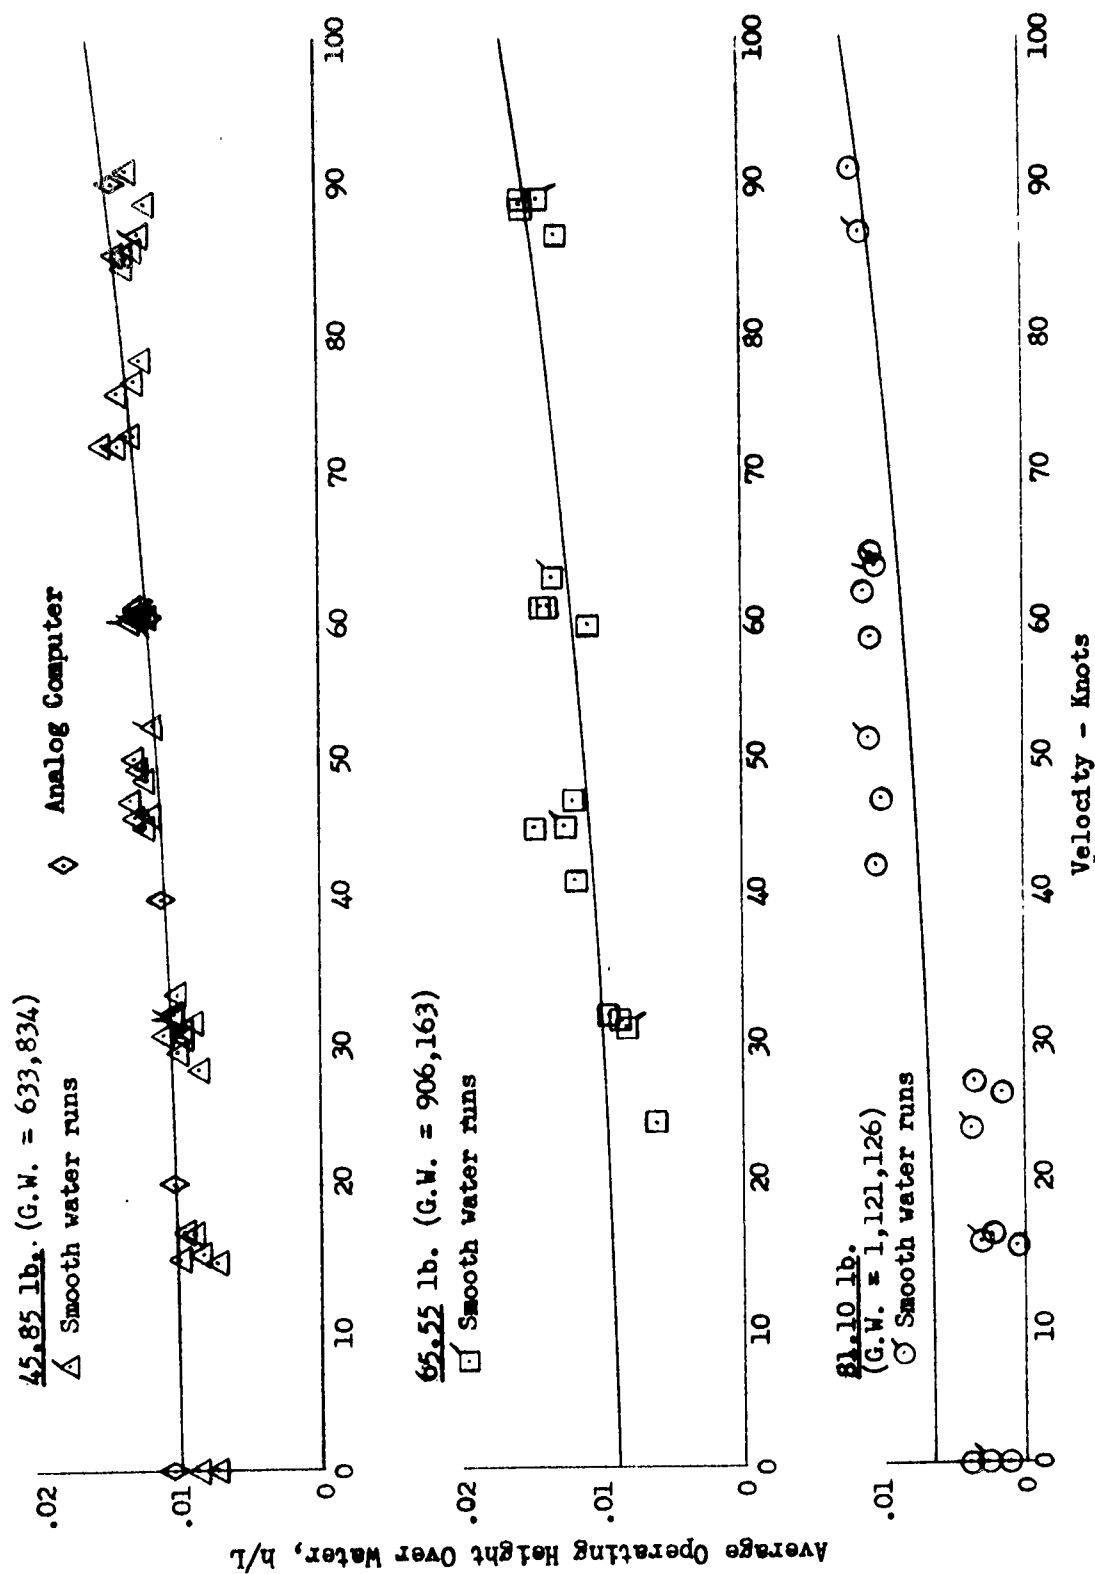 45.85 lb. (G.W. = 633,834)
Smooth water runs
Analog Computer
.02
.01
0
0 10 20 30 40 50 60 70 80 90 100
65.55 lb. (G.W. = 906,163)
Smooth water runs
.02
.01
0
10 20 30 40 50 60 70 80 90 100
81.10 lb.
(G.W. = 1,121,126)
Smooth water runs
.01
0
0 10 20 30 40 50 60 70 80 90 100
Velocity - Knots
Average Operating Height Over Water, h/L